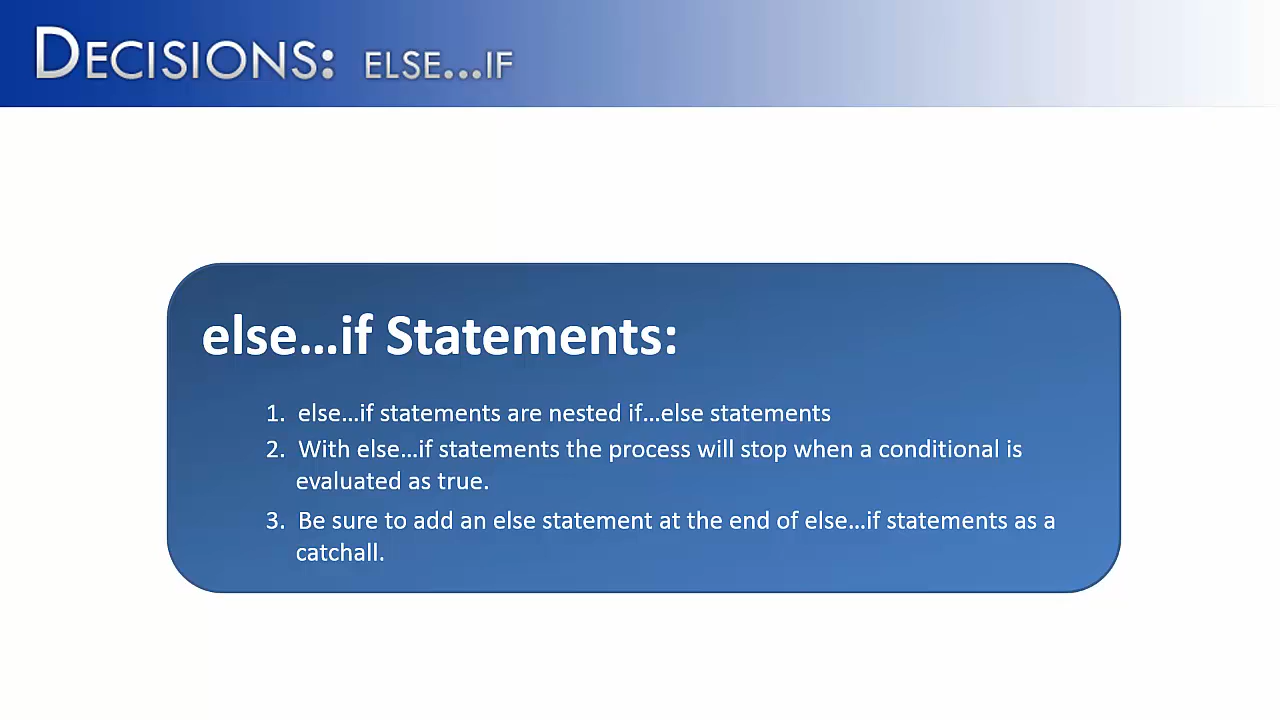 DECISIONS: ELSE...IF
else...if Statements:
1. else...if statements are nested if...else statements
2. With else...if statements the process will stop when a conditional is
evaluated as true.
3. Be sure to add an else statement at the end of else...if statements as a
catchall.